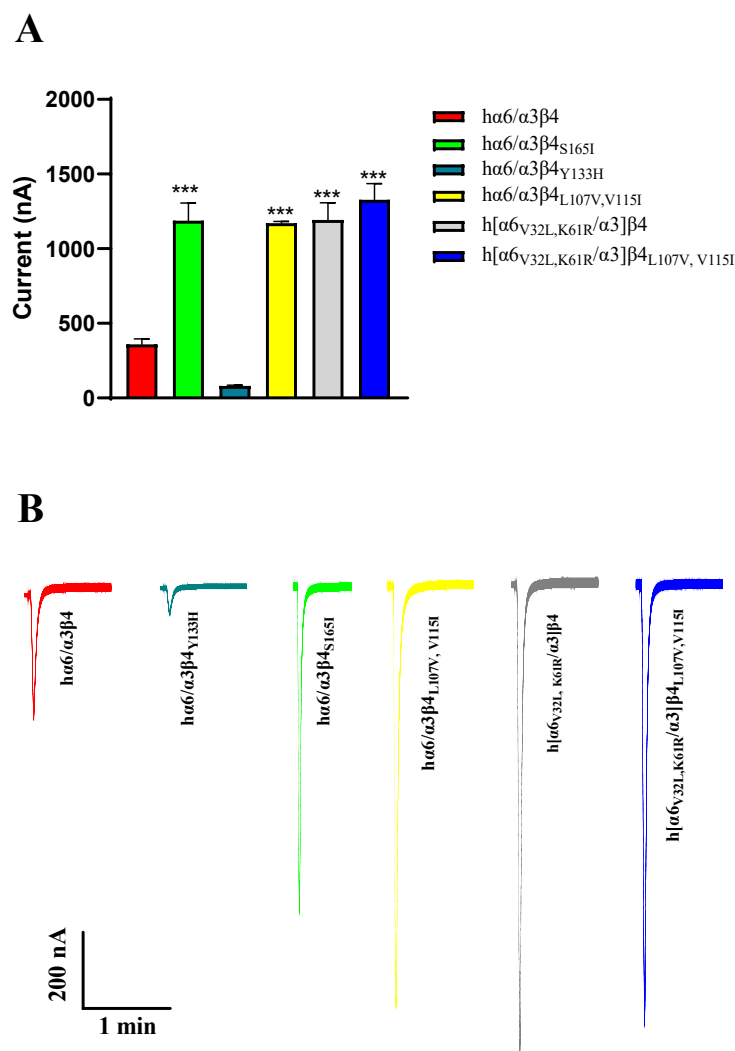 A
2000
1500
1000
500
0
Current (nA)
***
***
***
***
hα6/α3β4
hα6/α3β4S165I
hα6/α3β4Y133H
hα6/α3β4L107V,V115I
h[α6V32L,K61R/α3]β4
h[α6V32L,K61R/α3]β4L107V, V115I
B
hα6/α3β4
hα6/α3β4Y133H
hα6/α3β4S165I
hα6/α3β4L107V, V115I
h[α6V32L, K61R/α3]β4
h[α6V32L,K61R/α3]β4L107V,V115I
200 nA
1 min